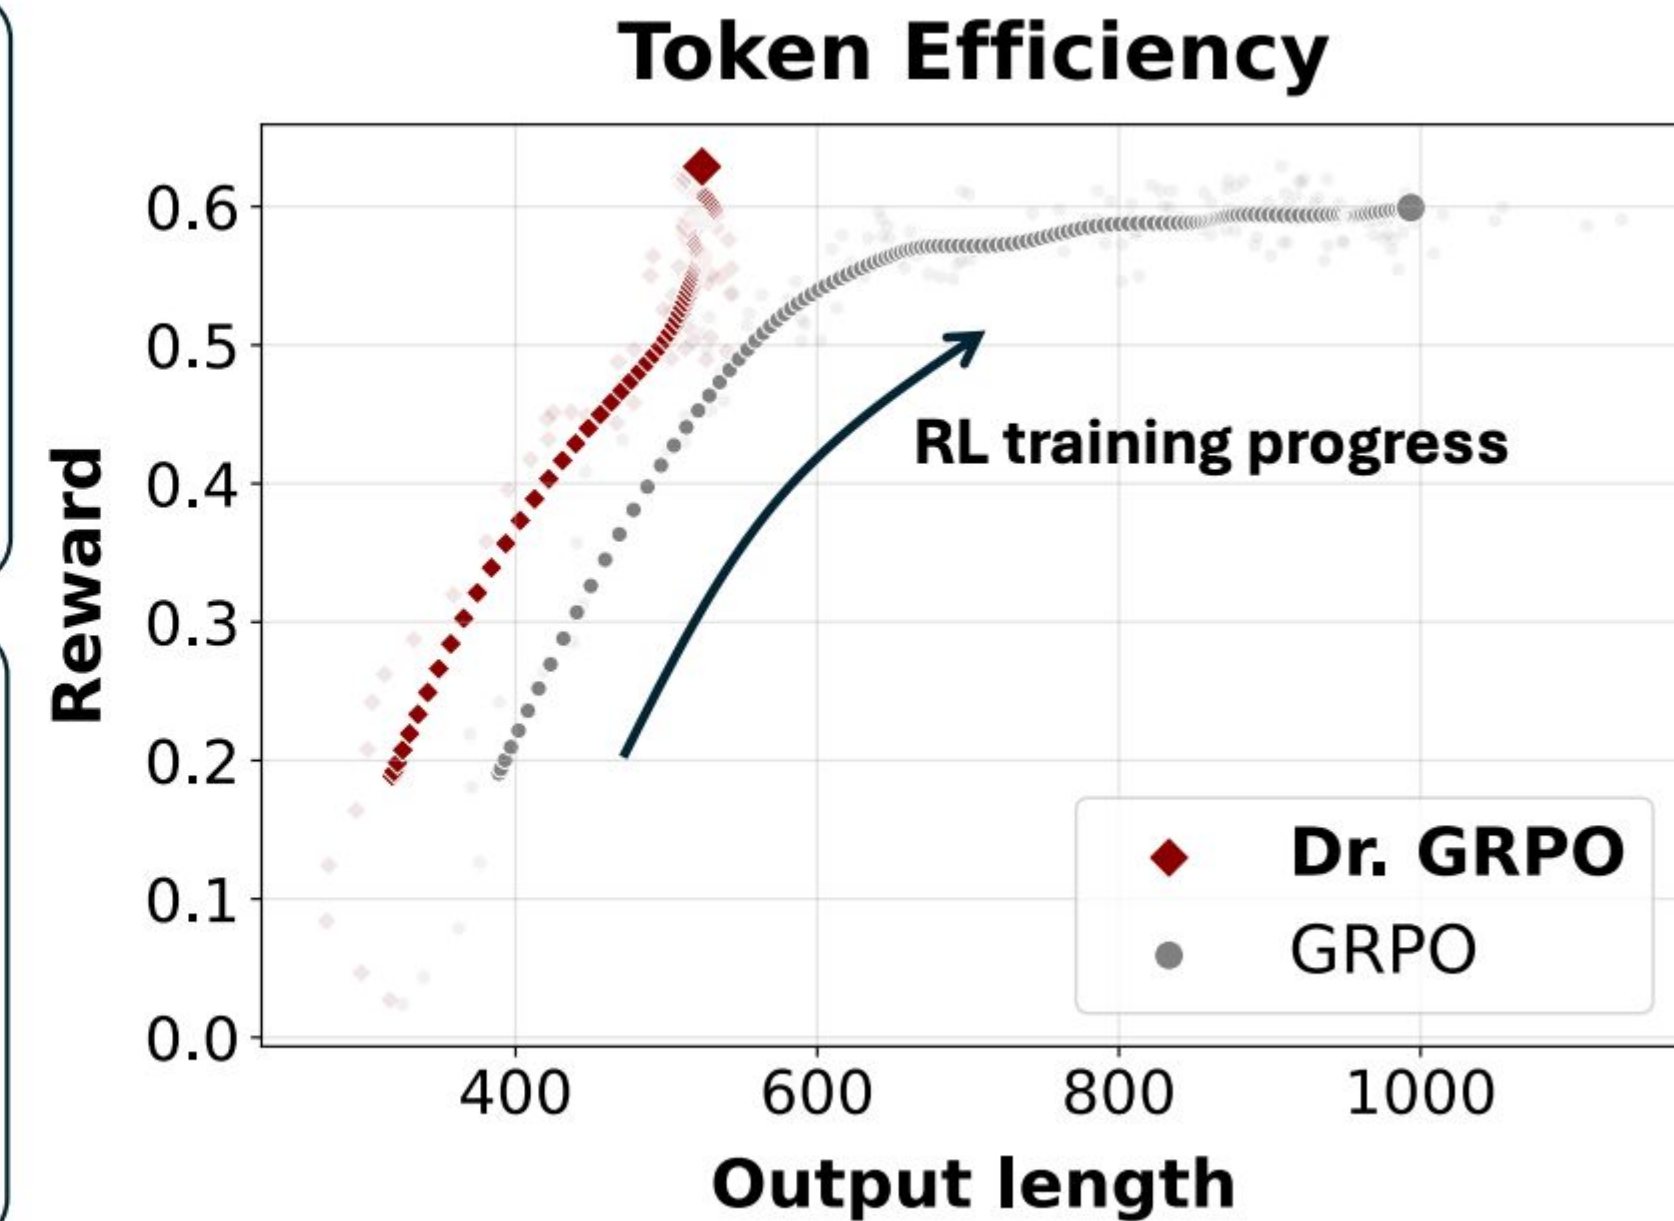 Token Efficiency
0.6
0.5
0.4
0.3
0.2
0.1
0.0
Reward
RL training progress
Dr. GRPO
GRPO
400 600 800 1000
Output length